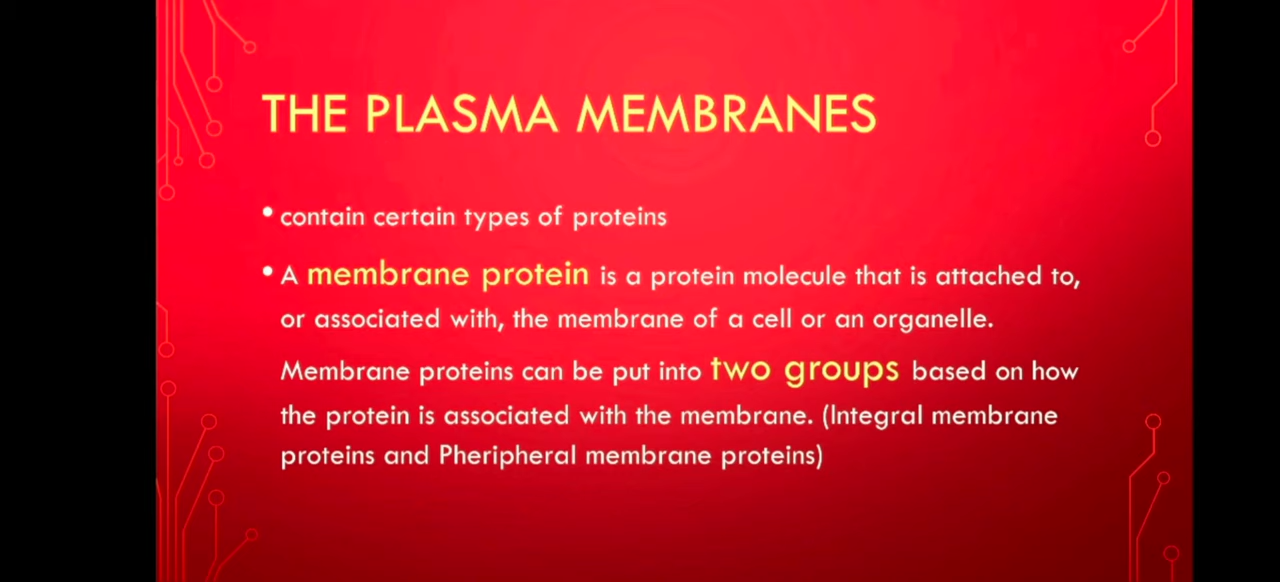 THE PLASMA MEMBRANES
• contain certain types of proteins
• A membrane protein is a protein molecule that is attached to,
or associated with, the membrane of a cell or an organelle.
Membrane proteins can be put into two groups based on how
the protein is associated with the membrane. (Integral membrane
proteins and Pheripheral membrane proteins)